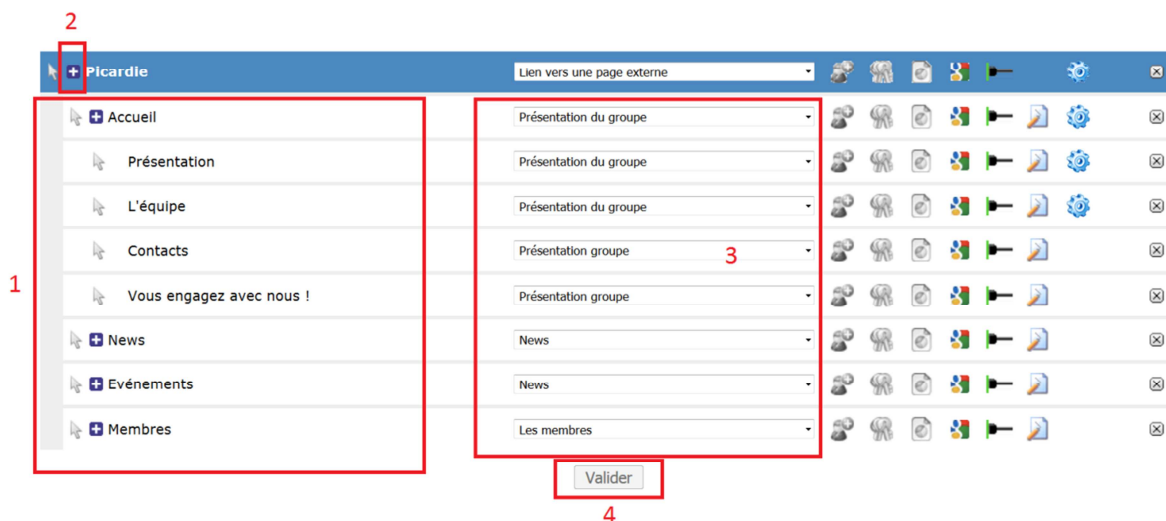 2
Picardie Lien vers une page externe
Accueil Présentation du groupe
Présentation Présentation du groupe
L'équipe Présentation du groupe
Contacts Présentation groupe 3
1
Vous engagez avec nous ! Présentation groupe
News News
Evénements News
Membres Les membres
Valider
4